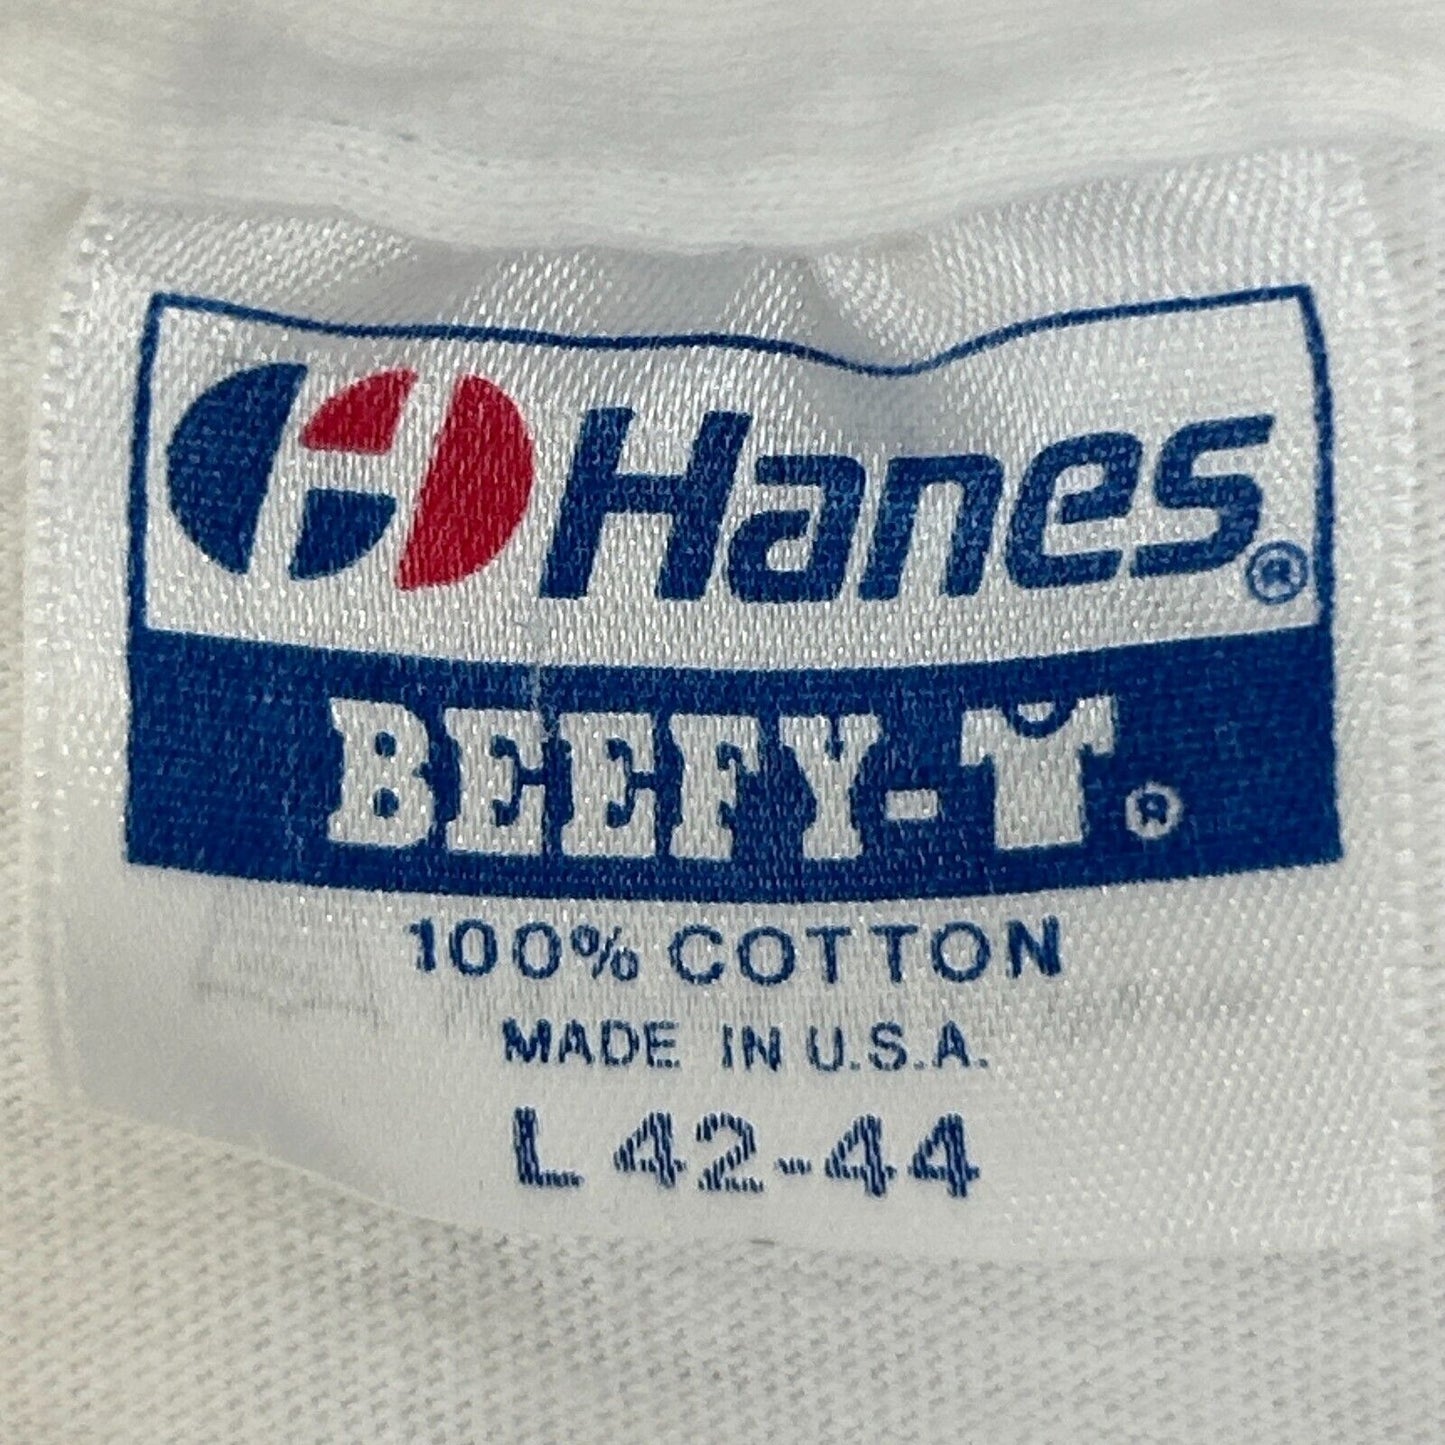 Hanes®
BEEFY-T®
100% COTTON
MADE IN U.S.A.
L 42-44